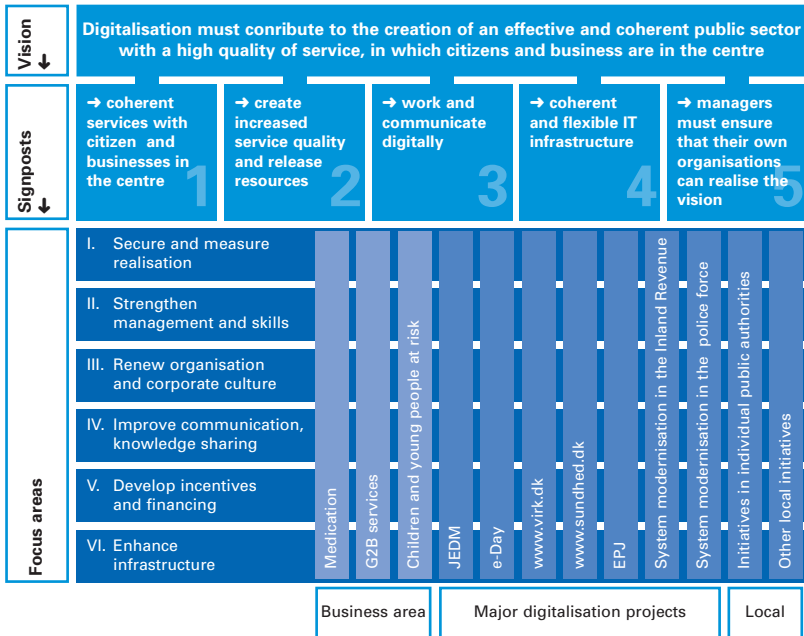 Vision
Digitalisation must conribute to the creation of an effective and coherent public sector
with a high quality of service, in which citizens and business are in the centre
Signposts
➜ coherent
services with
citizen and
businesses in
the centre
1
➜ create
increased
service quality
and release
resources
2
➜ work and
communicate
digitally
3
➜ coherent
and flexible IT
infrastructure
4
➜ managers
must ensure
that their own
organisations
can realise the
vision
5
Focus areas
I. Secure and measure
realisation
II. Strengthen
management and skills
III. Renew organisation
and corporate culture
IV. Improve communication,
knowledge sharing
V. Develop incentives
and financing
VI. Enhance
infrastructure
Medication
G2B services
Children and young people at risk
JEDM
e-Day
www.virk.dk
www.sundhed.dk
EPJ
System modernisation in the Inland Revenue
System modernisation in the police force
Initiatives in individual public authorities
Other local initiatives
Business area
Major digitalisation projects
Local